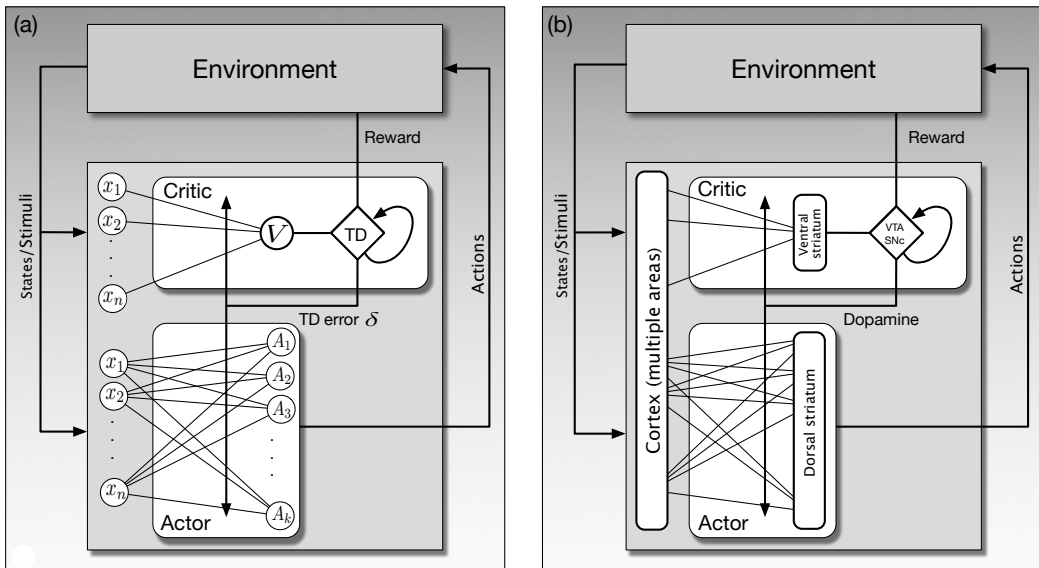 (a)
Environment
Reward
States/Stimuli
Actions
Critic
x1
x2
.
.
.
xn
V
TD
TD error δ
x1
x2
.
.
.
xn
A1
A2
A3
.
.
.
Ak
Actor
(b)
Environment
Reward
States/Stimuli
Actions
Cortex (multiple areas)
Critic
Ventral
striatum
VTA
SNc
Dopamine
Dorsal striatum
Actor